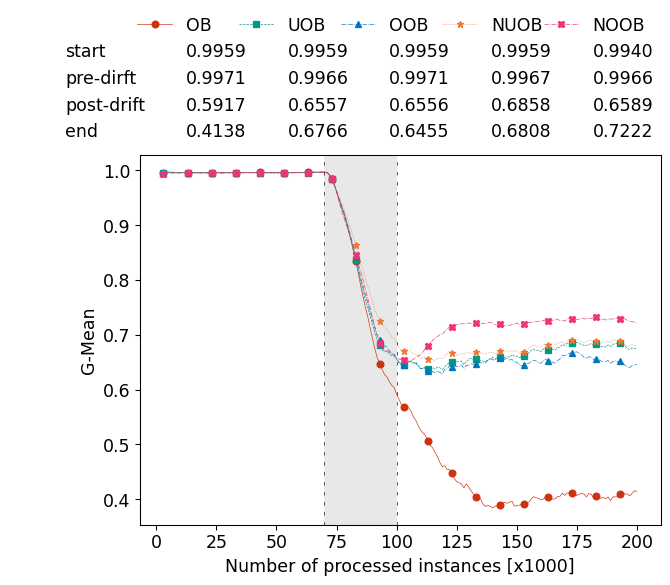 OB UOB OOB NUOB NOOB
start 0.9959 0.9959 0.9959 0.9959 0.9940
pre-dirft 0.9971 0.9966 0.9971 0.9967 0.9966
post-drift 0.5917 0.6557 0.6556 0.6858 0.6589
end 0.4138 0.6766 0.6455 0.6808 0.7222
1.0
0.9
0.8
0.7
0.6
0.5
0.4
G-Mean
0 25 50 75 100 125 150 175 200
Number of processed instances [x1000]